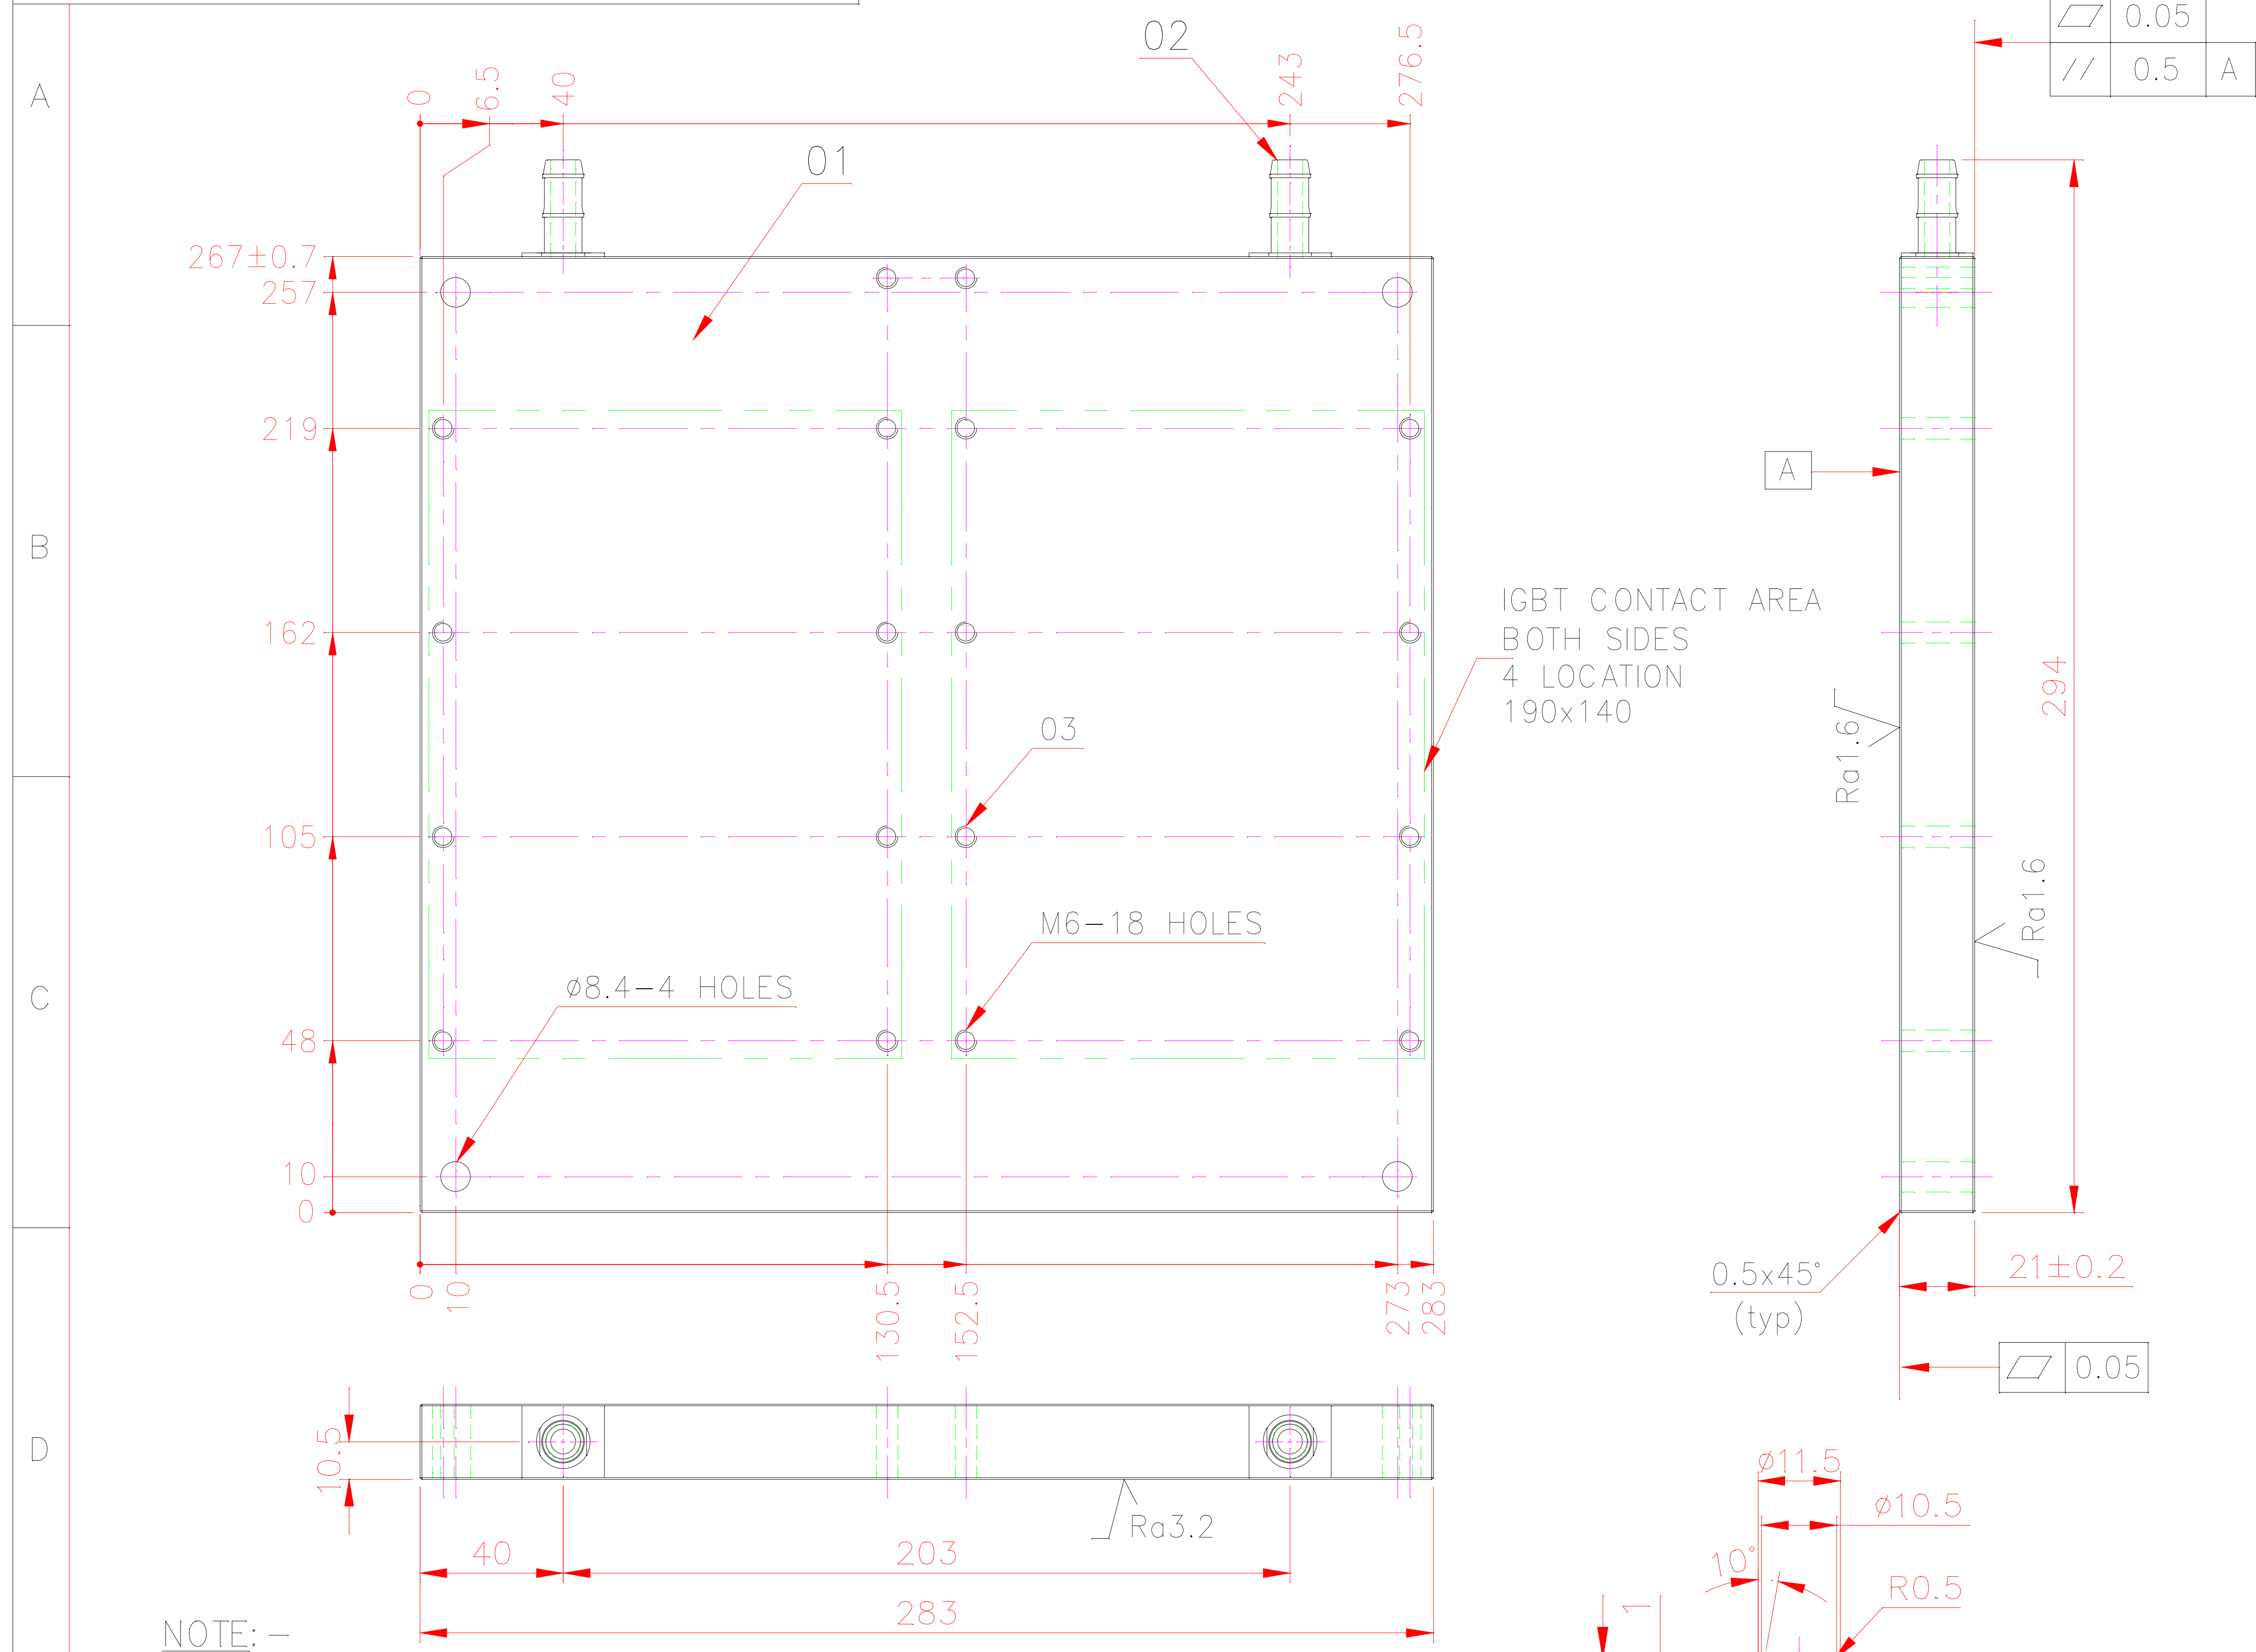 02
0.05
// 0.5 A
A
0
6.5
40
243
276.5
01
267±0.7
257
219
162
105
48
10
0
B
A
IGBT CONTACT AREA
BOTH SIDES
4 LOCATION
190x140
03
M6-18 HOLES
ø8.4-4 HOLES
C
Ra1.6
294
Ra1.6
0
10
130.5
152.5
273
283
0.5x45°
(typ)
21±0.2
0.05
D
10.5
Ra3.2
40
203
283
ø11.5
ø10.5
10°
R0.5
1
NOTE:-